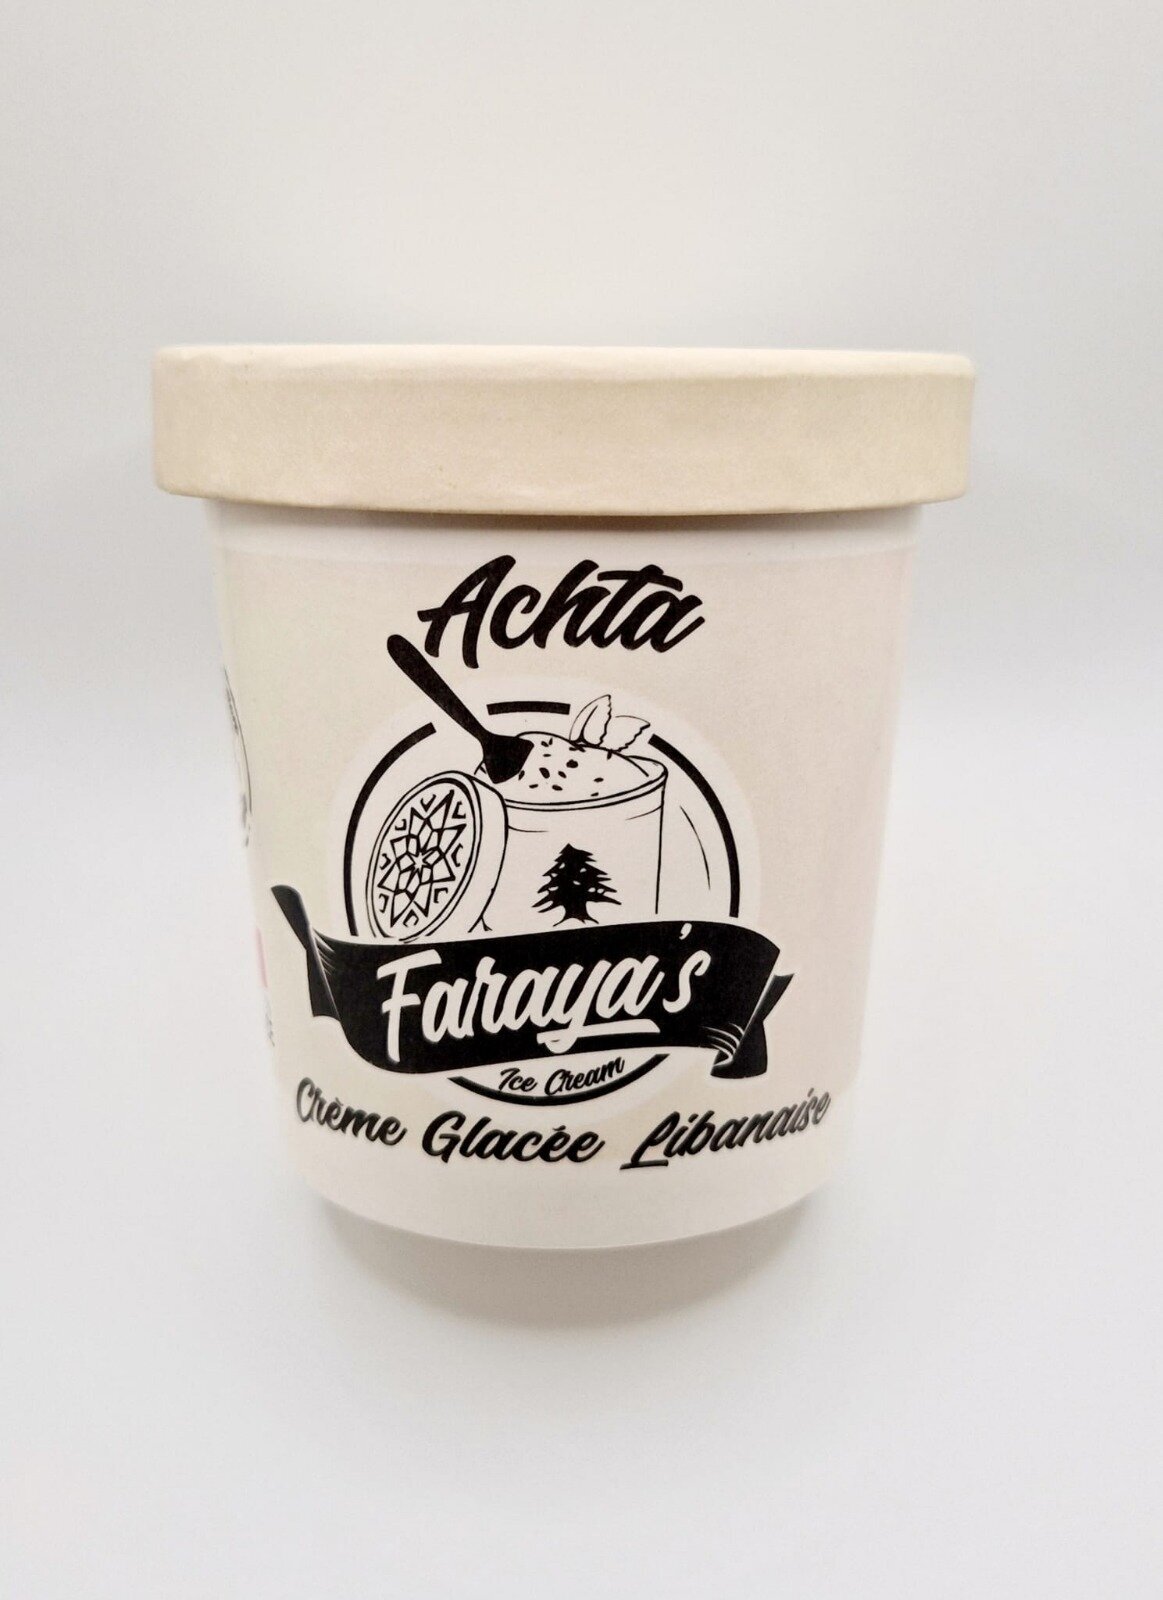 Achta
Faraya's
Ice Cream
Crème Glacée Libanaise